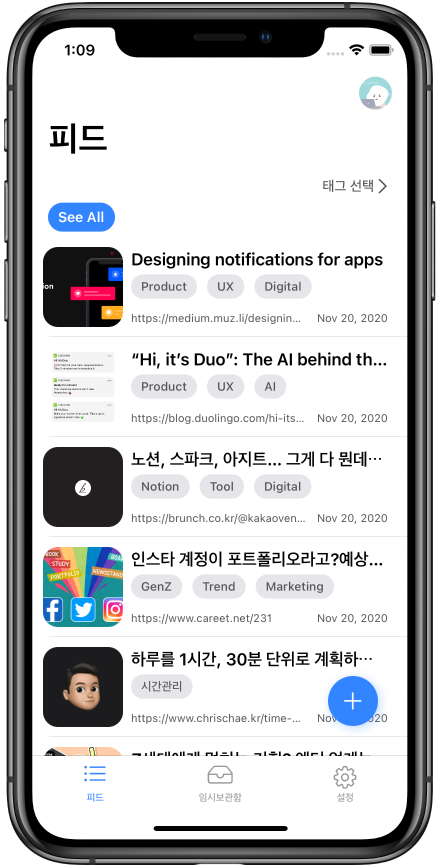 1:09
피드
태그 선택
See All
Designing notifications for apps
Product UX Digital
https://medium.muz.li/designin... Nov 20, 2020
“Hi, it’s Duo”: The AI behind th...
Product UX AI
https://blog.duolingo.com/hi-its... Nov 20, 2020
노션, 스파크, 아지트... 그게 다 뭔데...
Notion Tool Digital
https://brunch.co.kr/@kakaoven... Nov 20, 2020
BOOK
STUDY
PORTFOLIO
인스타 계정이 포트폴리오라고?예상...
GenZ Trend Marketing
https://www.careet.net/231 Nov 20, 2020
하루를 1시간, 30분 단위로 계획하...
시간관리
https://www.chrischae.kr/time-... 2020
피드 임시보관함 설정